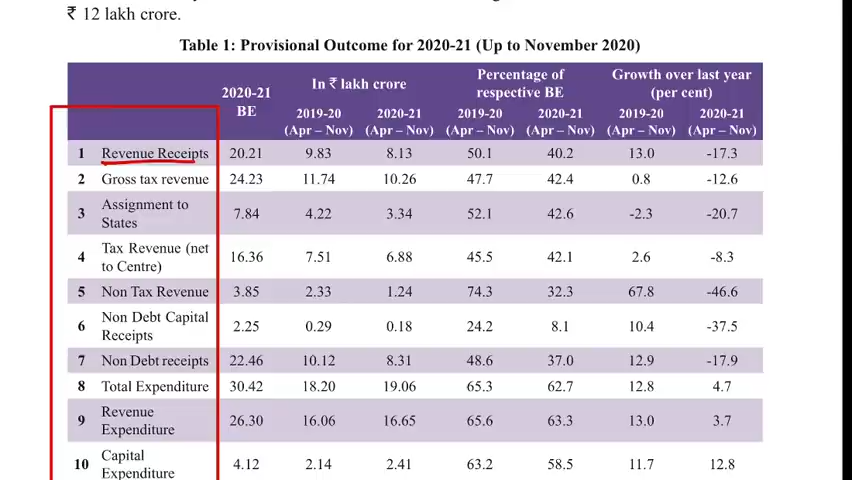 ₹ 12 lakh crore.
Table 1: Provisional Outcome for 2020-21 (Up to November 2020)
2020-21 BE In ₹ lakh crore Percentage of respective BE Growth over last year (per cent)
2019-20 (Apr – Nov) 2020-21 (Apr – Nov) 2019-20 (Apr – Nov) 2020-21 (Apr – Nov) 2019-20 (Apr – Nov) 2020-21 (Apr – Nov)
1 Revenue Receipts 20.21 9.83 8.13 50.1 40.2 13.0 -17.3
2 Gross tax revenue 24.23 11.74 10.26 47.7 42.4 0.8 -12.6
3 Assignment to States 7.84 4.22 3.34 52.1 42.6 -2.3 -20.7
4 Tax Revenue (net to Centre) 16.36 7.51 6.88 45.5 42.1 2.6 -8.3
5 Non Tax Revenue 3.85 2.33 1.24 74.3 32.3 67.8 -46.6
6 Non Debt Capital Receipts 2.25 0.29 0.18 24.2 8.1 10.4 -37.5
7 Non Debt receipts 22.46 10.12 8.31 48.6 37.0 12.9 -17.9
8 Total Expenditure 30.42 18.20 19.06 65.3 62.7 12.8 4.7
9 Revenue Expenditure 26.30 16.06 16.65 65.6 63.3 13.0 3.7
10 Capital Expenditure 4.12 2.14 2.41 63.2 58.5 11.7 12.8